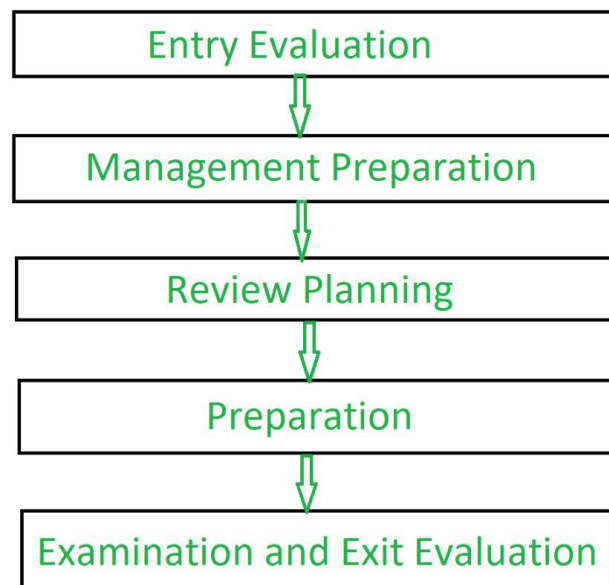 Entry Evaluation
Management Preparation
Review Planning
Preparation
Examination and Exit Evaluation